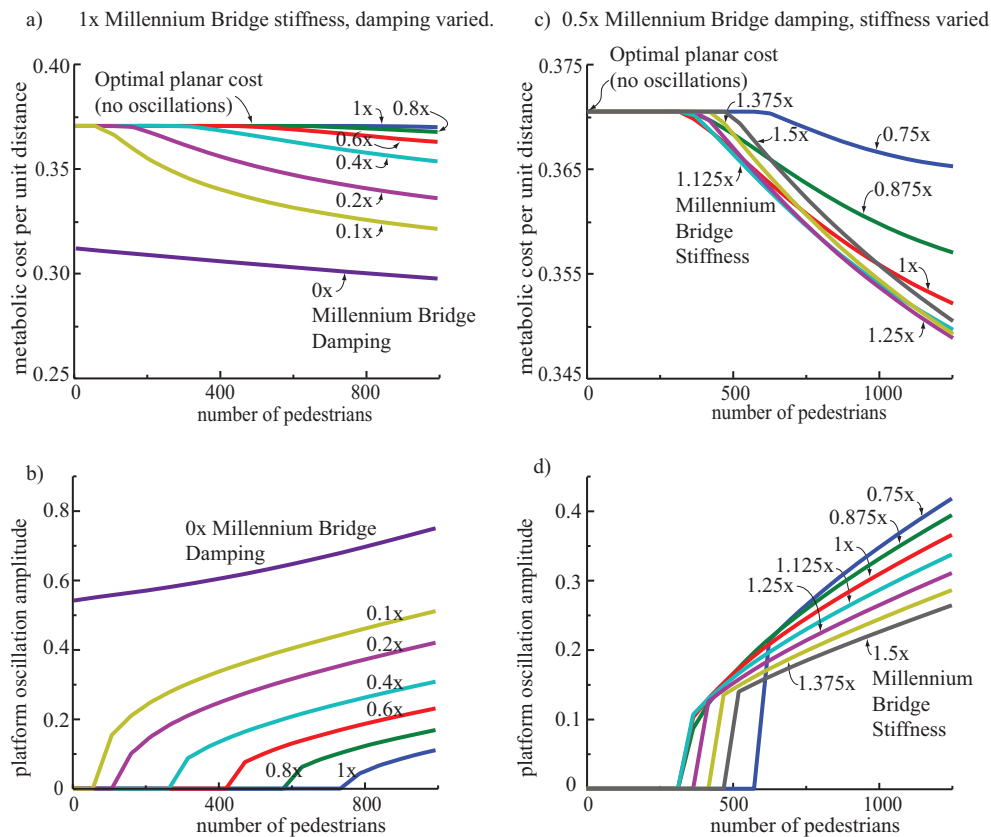 a) 1x Millennium Bridge stiffness, damping varied.
metabolic cost per unit distance
0.40
0.35
0.30
0.25
Optimal planar cost
(no oscillations)
1x
0.8x
0.6x
0.4x
0.2x
0.1x
0x
Millennium Bridge
Damping
0 400 800
number of pedestrians
c) 0.5x Millennium Bridge damping, stiffness varied
metabolic cost per unit distance
0.375
0.365
0.355
0.345
Optimal planar cost
(no oscillations)
1.375x
1.5x
0.75x
0.875x
1.125x
Millennium
Bridge
Stiffness
1x
1.25x
0 500 1000
number of pedestrians
b)
platform oscillation amplitude
0.8
0.6
0.4
0.2
0
0x Millennium Bridge
Damping
0.1x
0.2x
0.4x
0.6x
0.8x
1x
0 400 800
number of pedestrians
d)
platform oscillation amplitude
0.4
0.3
0.2
0.1
0
0.75x
0.875x
1x
1.125x
1.25x
1.5x
Millennium
Bridge
Stiffness
1.375x
0 500 1000
number of pedestrians